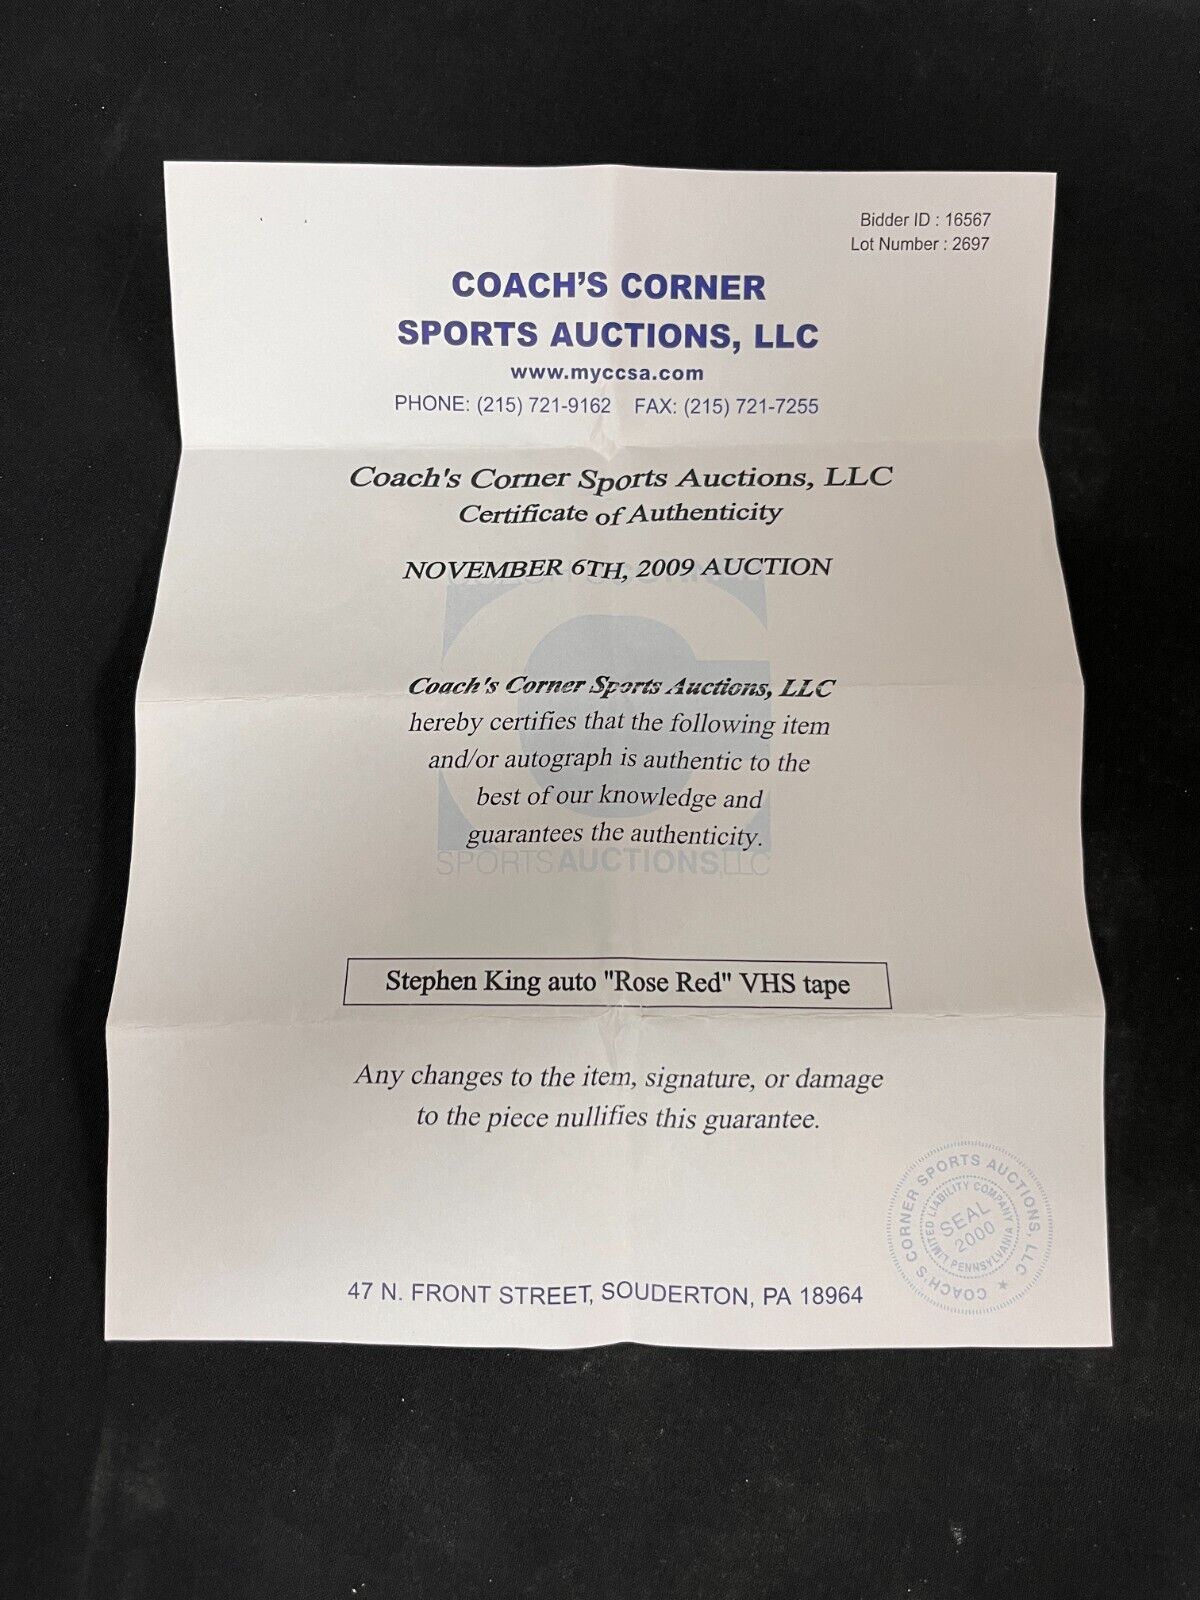 Bidder ID : 16567
Lot Number : 2697
COACH'S CORNER
SPORTS AUCTIONS, LLC
www.myccsa.com
PHONE: (215) 721-9162 FAX: (215) 721-7255
Coach's Corner Sports Auctions, LLC
Certificate of Authenticity
NOVEMBER 6TH, 2009 AUCTION
Coach's Corner Sports Auctions, LLC
hereby certifies that the following item
and/or autograph is authentic to the
best of our knowledge and
guarantees the authenticity.
SPORTSAUCTIONS,LLC
Stephen King auto "Rose Red" VHS tape
Any changes to the item, signature, or damage
to the piece nullifies this guarantee.
COACH'S CORNER SPORTS AUCTIONS, LLC ★
LIMITED LIABILITY COMPANY
SEAL
2000
PENNSYLVANIA
47 N. FRONT STREET, SOUDERTON, PA 18964